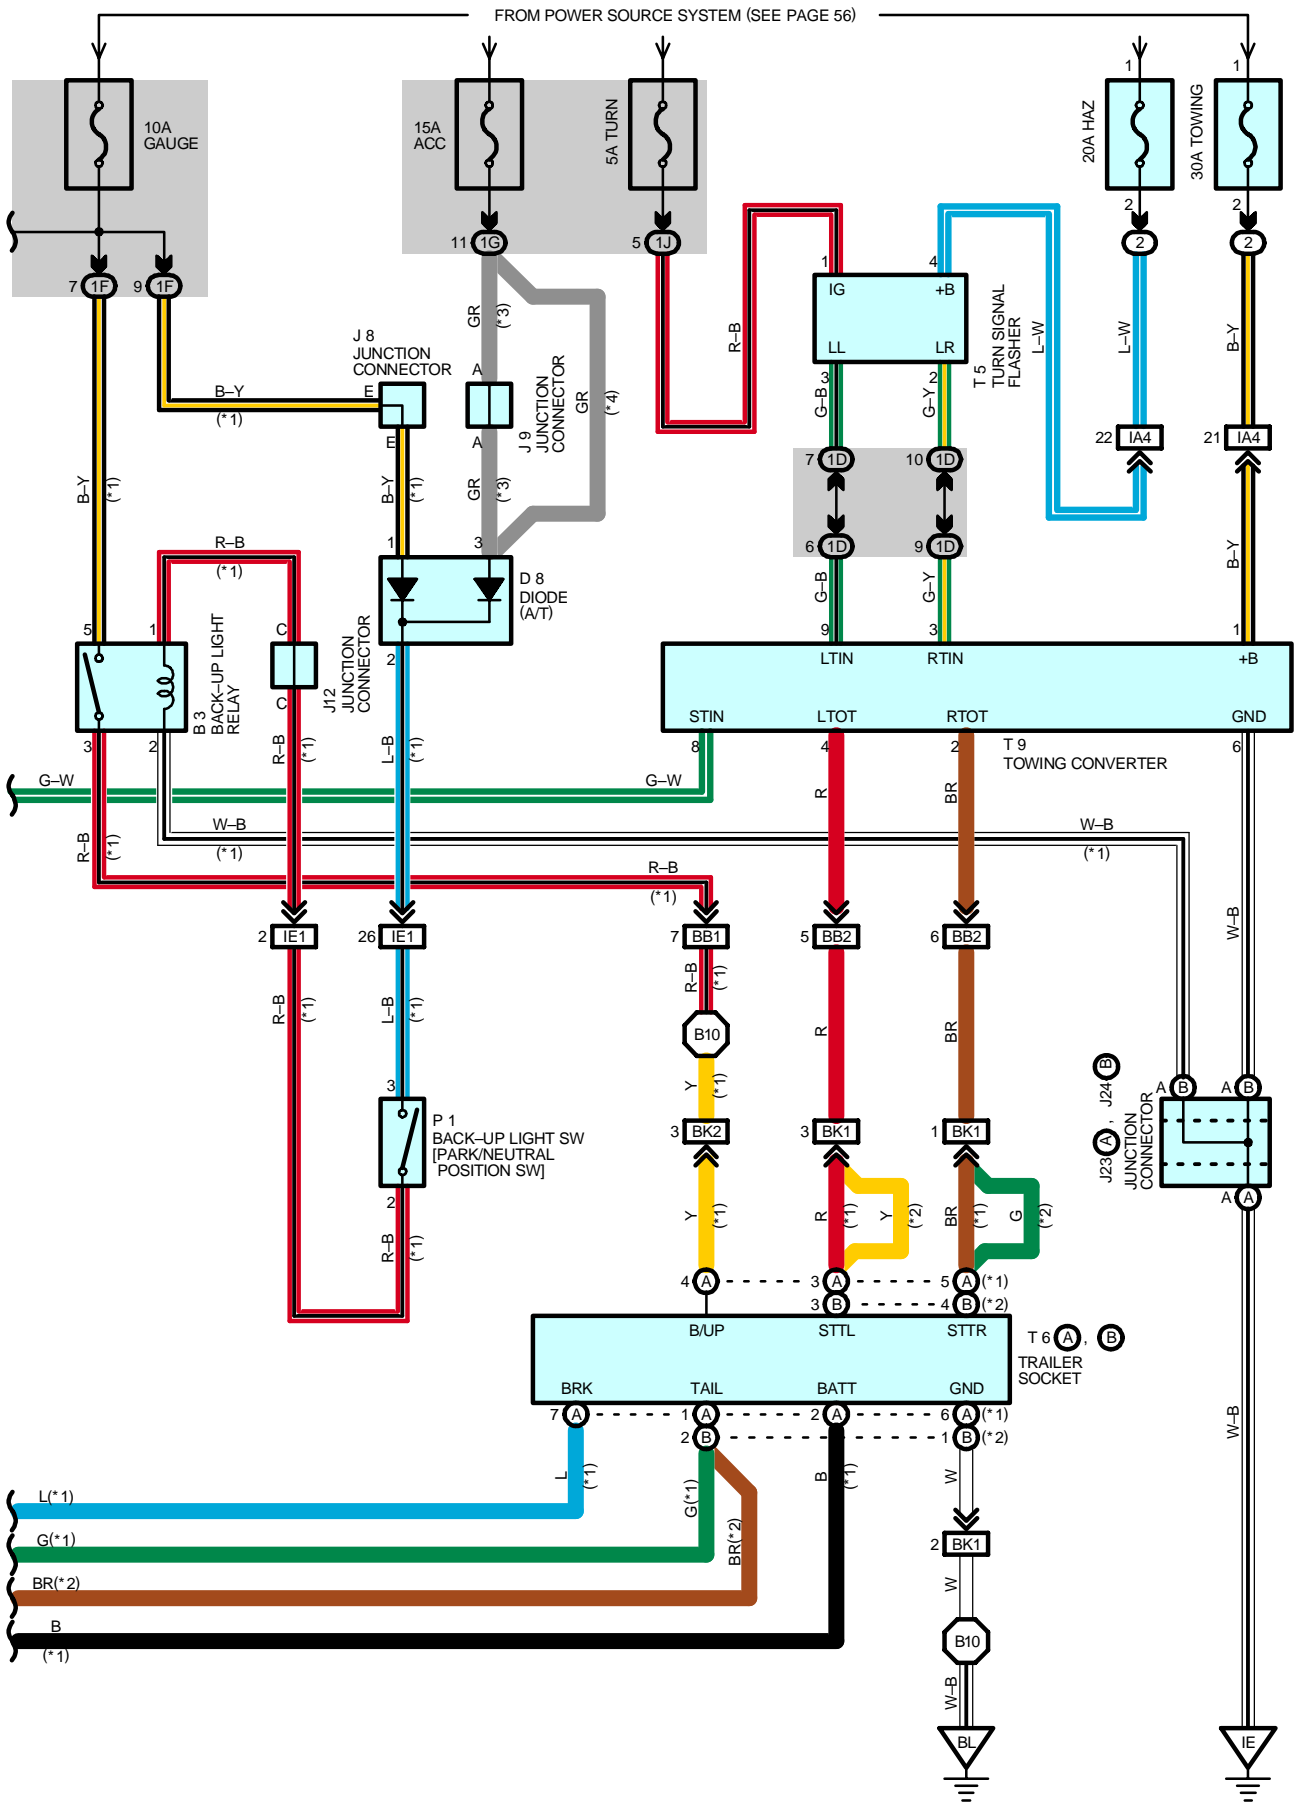 FROM POWER SOURCE SYSTEM (SEE PAGE 56)
10A
GAUGE
15A
ACC
5A TURN
1
20A HAZ
2
1
30A TOWING
2
7 1F
9 1F
11 1G
5 1J
2
2
J 8
JUNCTION
CONNECTOR
B–Y
(*1)
E
E
GR
(*3)
A
A
J 9
JUNCTION
CONNECTOR
GR
(*4)
R–B
1
4
IG
+B
LL
LR
T 5
TURN SIGNAL
FLASHER
3
2
G–B
G–Y
L–W
L–W
B–Y
22 IA4
21 IA4
7 1D
10 1D
6 1D
9 1D
B–Y
(*1)
B–Y
(*1)
GR
(*3)
R–B
(*1)
1
3
D 8
DIODE
(A/T)
2
G–B
G–Y
B–Y
5
1
B 3
BACK–UP LIGHT
RELAY
3
2
C
C
J12
JUNCTION
CONNECTOR
9
3
1
LTIN
RTIN
+B
STIN
LTOT
RTOT
GND
8
4
2
6
T 9
TOWING CONVERTER
R–B
(*1)
L–B
(*1)
G–W
G–W
R
BR
W–B
(*1)
W–B
(*1)
R–B
(*1)
R–B
(*1)
2 IE1
26 IE1
7 BB1
5 BB2
6 BB2
W–B
R–B
(*1)
L–B
(*1)
R–B
(*1)
R
BR
B10
Y
(*1)
3
P 1
BACK–UP LIGHT SW
[PARK/NEUTRAL
POSITION SW]
2
R–B
(*1)
3 BK2
3 BK1
1 BK1
J23 A , J24 B
JUNCTION
CONNECTOR
A B
A B
A A
Y
(*1)
R
(*1)
Y
(*2)
BR
(*1)
G
(*2)
4 A
3 A
5 A (*1)
3 B
4 B (*2)
B/UP
STTL
STTR
T 6 A , B
TRAILER
SOCKET
BRK
TAIL
BATT
GND
7 A
1 A
2 A
6 A (*1)
2 B
1 B (*2)
L
(*1)
G(*1)
BR(*2)
B
(*1)
W
W–B
L(*1)
G(*1)
BR(*2)
B
(*1)
2 BK1
W
B10
W–B
BL
IE